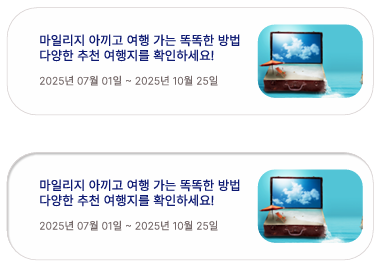 마일리지 아끼고 여행 가는 똑똑한 방법
다양한 추천 여행지를 확인하세요!
2025년 07월 01일 ~ 2025년 10월 25일
마일리지 아끼고 여행 가는 똑똑한 방법
다양한 추천 여행지를 확인하세요!
2025년 07월 01일 ~ 2025년 10월 25일